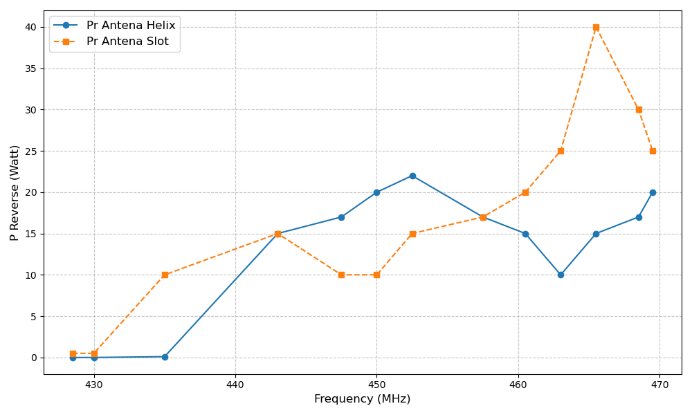 Pr Antena Helix
Pr Antena Slot
P Reverse (Watt)
40
35
30
25
20
15
10
5
0
430 440 450 460 470
Frequency (MHz)